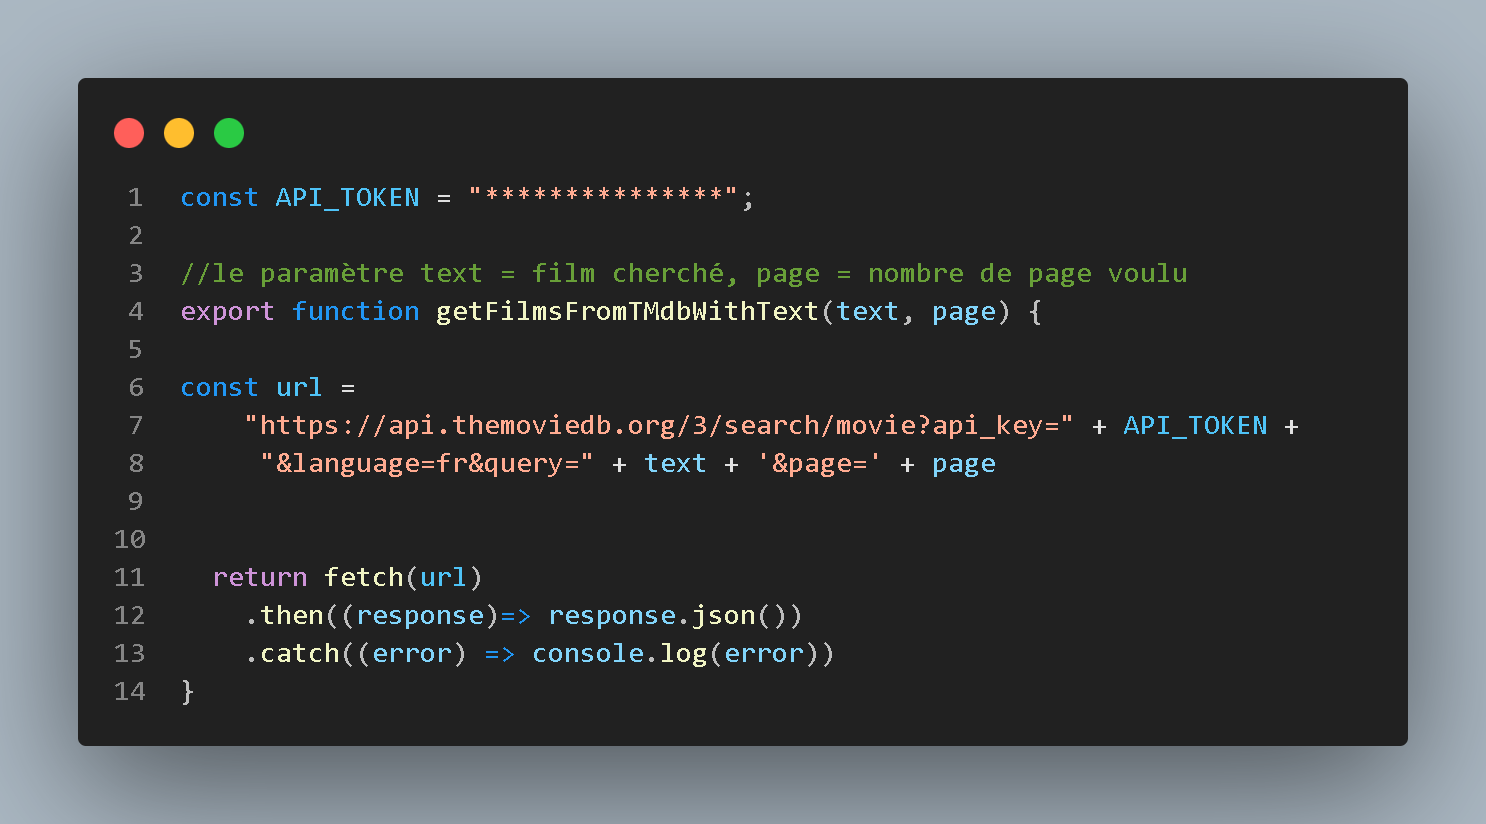 1 const API_TOKEN = "***************";
2
3 //le paramètre text = film cherché, page = nombre de page voulu
4 export function getFilmsFromTMdbWithText(text, page) {
5
6 const url =
7     "https://api.themoviedb.org/3/search/movie?api_key=" + API_TOKEN +
8      "&language=fr&query=" + text + '&page=' + page
9
10
11   return fetch(url)
12     .then((response)=> response.json())
13     .catch((error) => console.log(error))
14 }